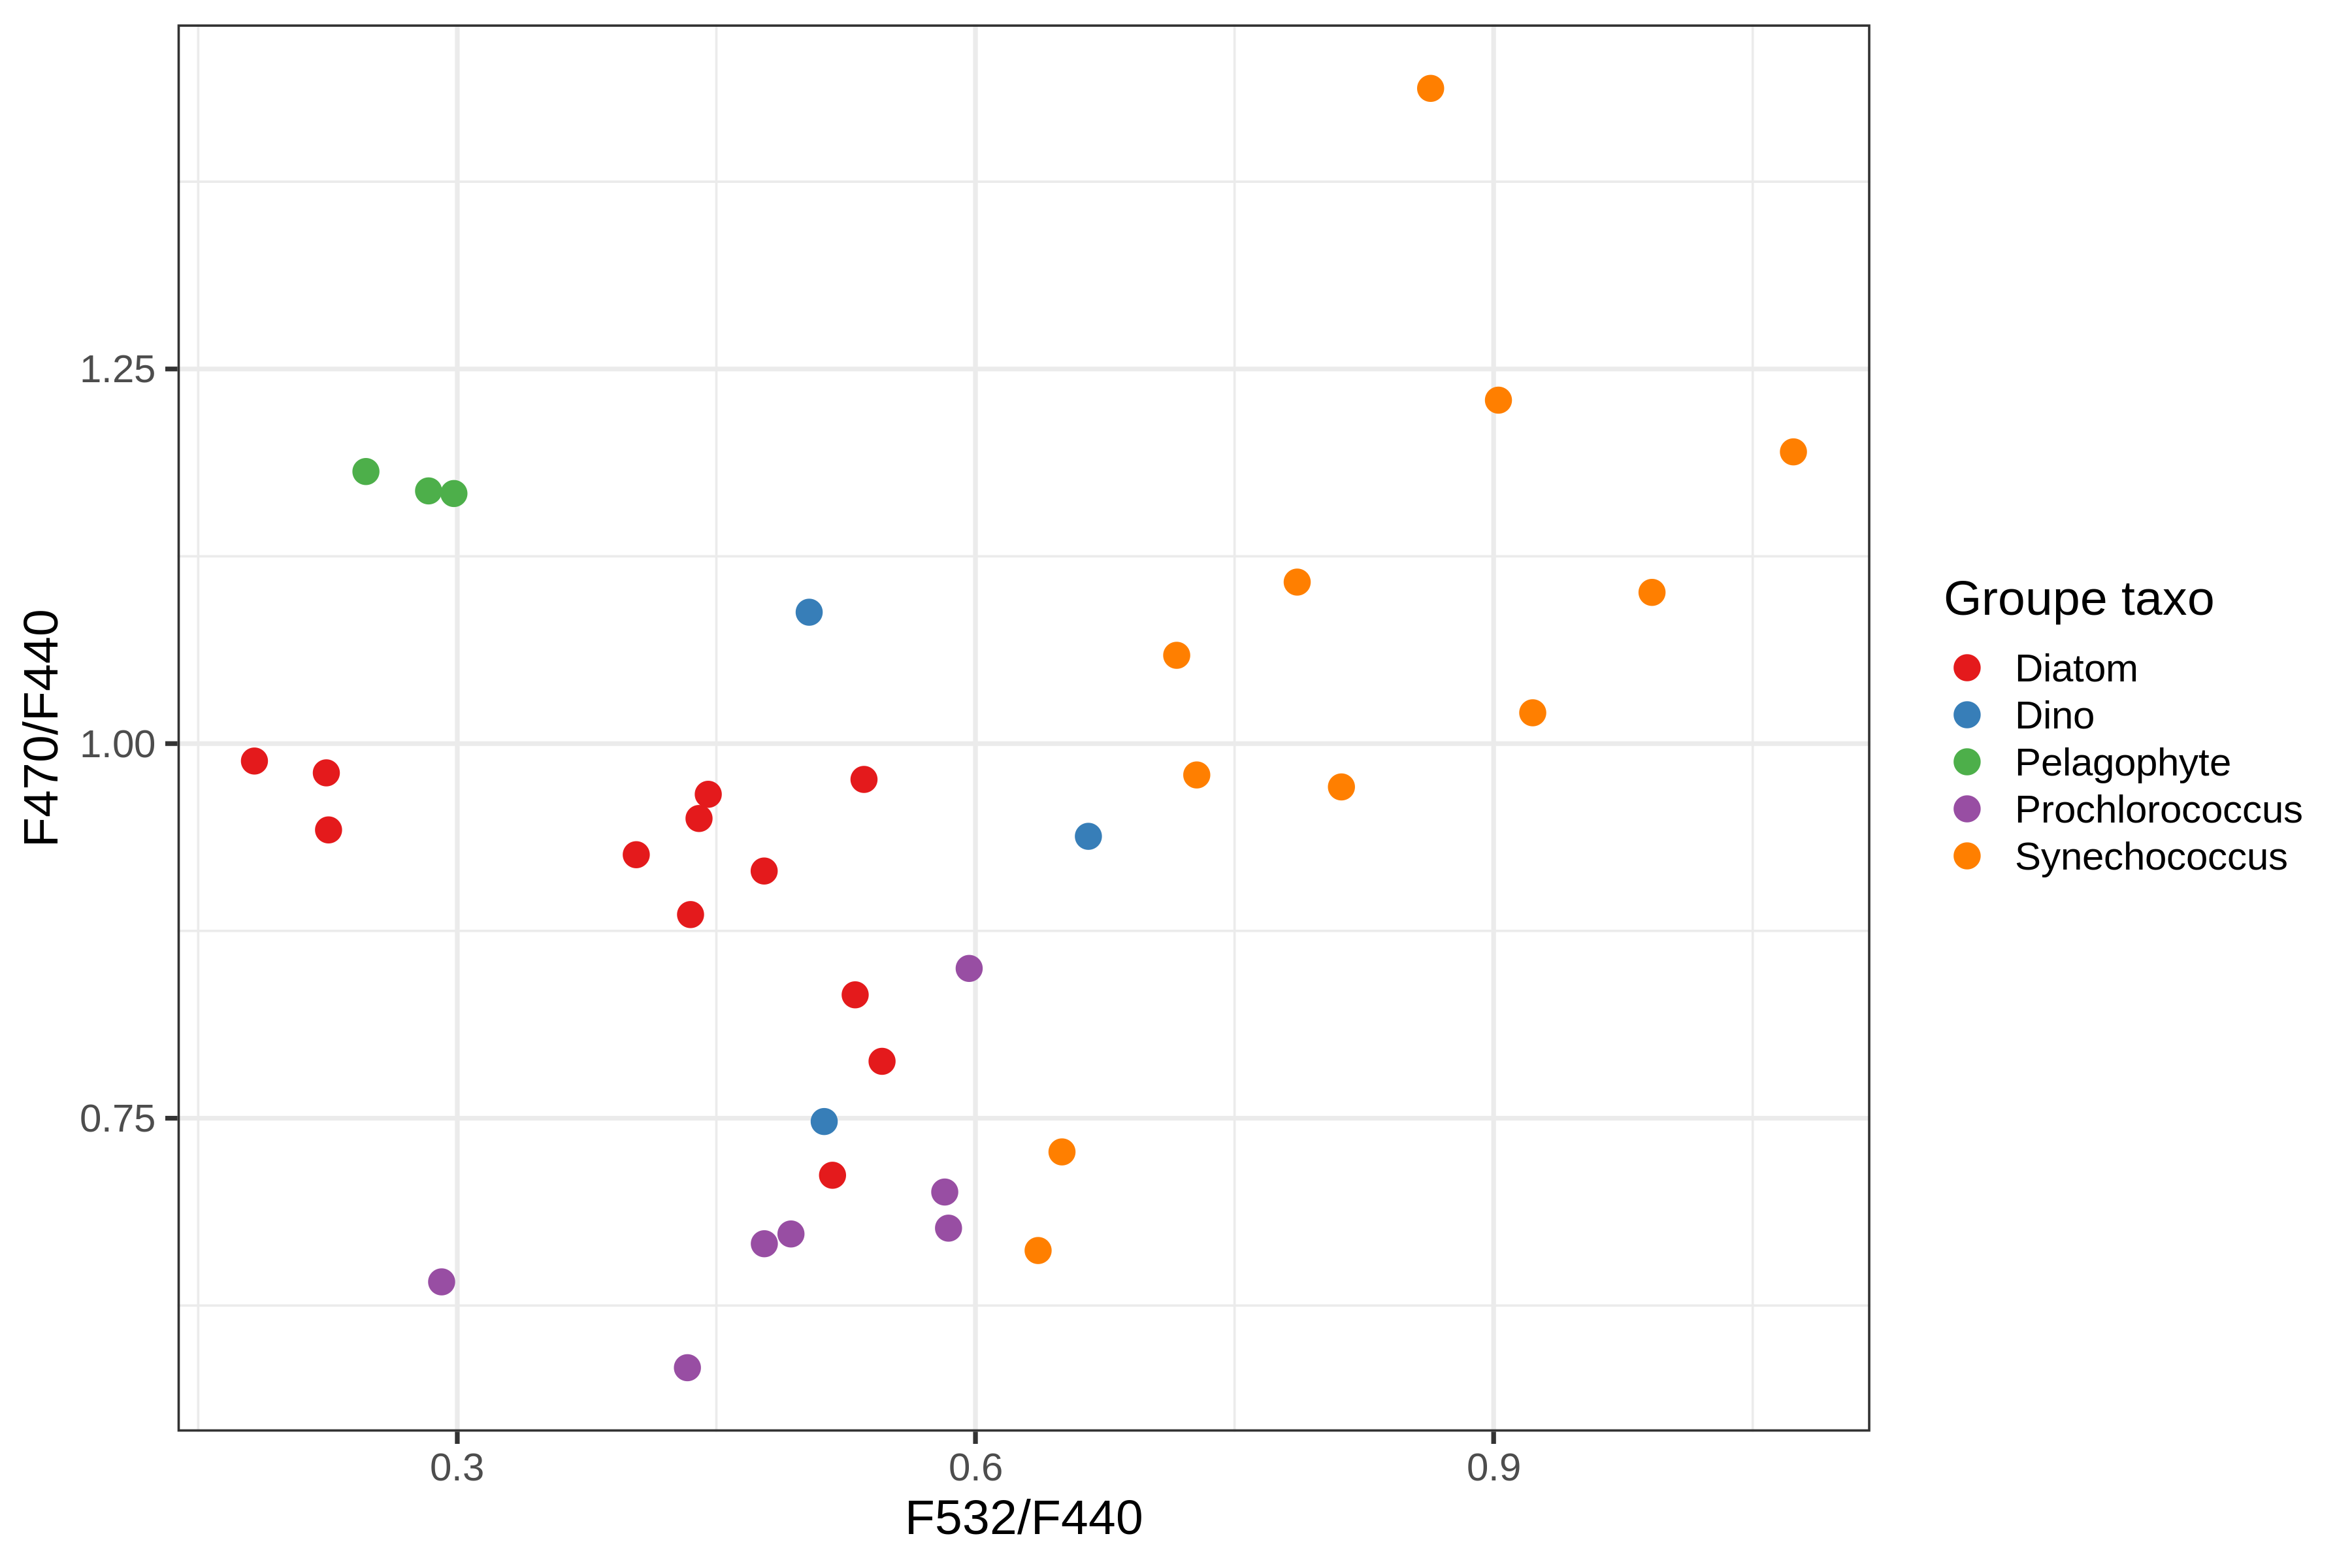 1.25
1.00
0.75
F470/F440
0.3
0.6
0.9
F532/F440
Groupe taxo
Diatom
Dino
Pelagophyte
Prochlorococcus
Synechococcus